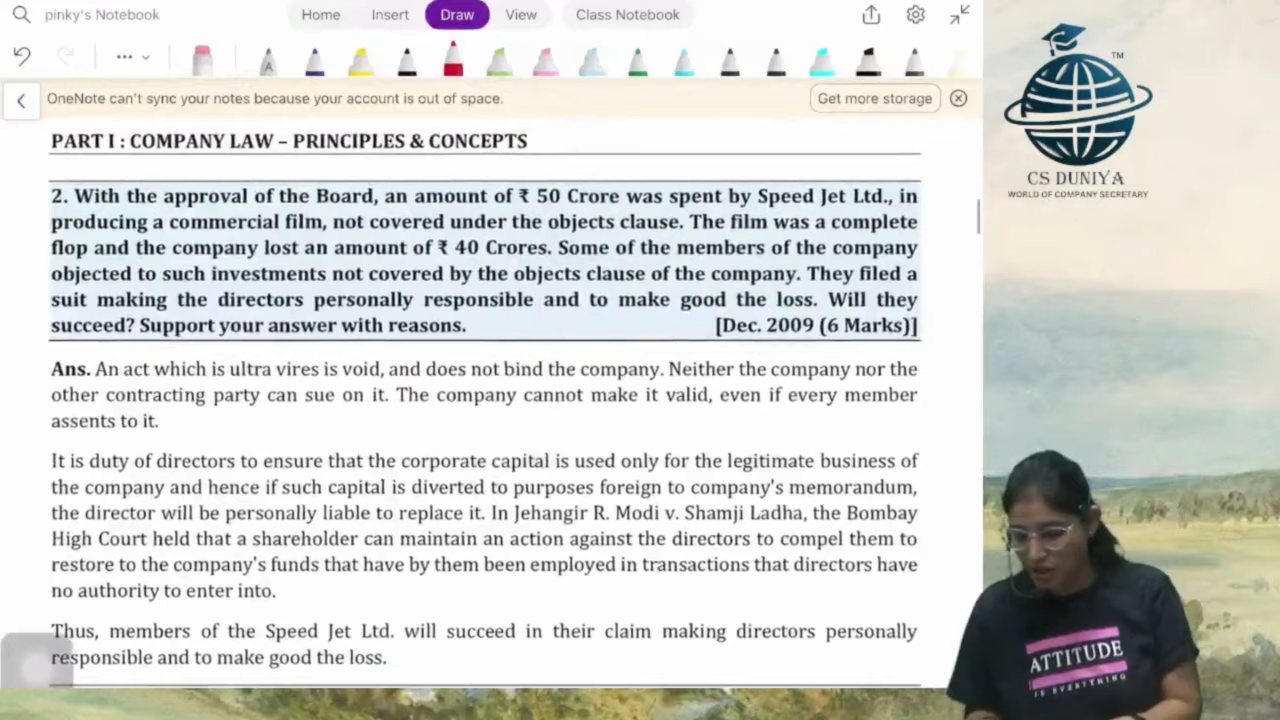 pinky's Notebook
Home Insert Draw View Class Notebook
OneNote can't sync your notes because your account is out of space.
Get more storage
PART I : COMPANY LAW – PRINCIPLES & CONCEPTS
2. With the approval of the Board, an amount of ₹ 50 Crore was spent by Speed Jet Ltd., in
producing a commercial film, not covered under the objects clause. The film was a complete
flop and the company lost an amount of ₹ 40 Crores. Some of the members of the company
objected to such investments not covered by the objects clause of the company. They filed a
suit making the directors personally responsible and to make good the loss. Will they
succeed? Support your answer with reasons. [Dec. 2009 (6 Marks)]
Ans. An act which is ultra vires is void, and does not bind the company. Neither the company nor the
other contracting party can sue on it. The company cannot make it valid, even if every member
assents to it.
It is duty of directors to ensure that the corporate capital is used only for the legitimate business of
the company and hence if such capital is diverted to purposes foreign to company's memorandum,
the director will be personally liable to replace it. In Jehangir R. Modi v. Shamji Ladha, the Bombay
High Court held that a shareholder can maintain an action against the directors to compel them to
restore to the company's funds that have by them been employed in transactions that directors have
no authority to enter into.
Thus, members of the Speed Jet Ltd. will succeed in their claim making directors personally
responsible and to make good the loss.
TM
CS DUNIYA
WORLD OF COMPANY SECRETARY
ATTITUDE
IS EVERYTHING